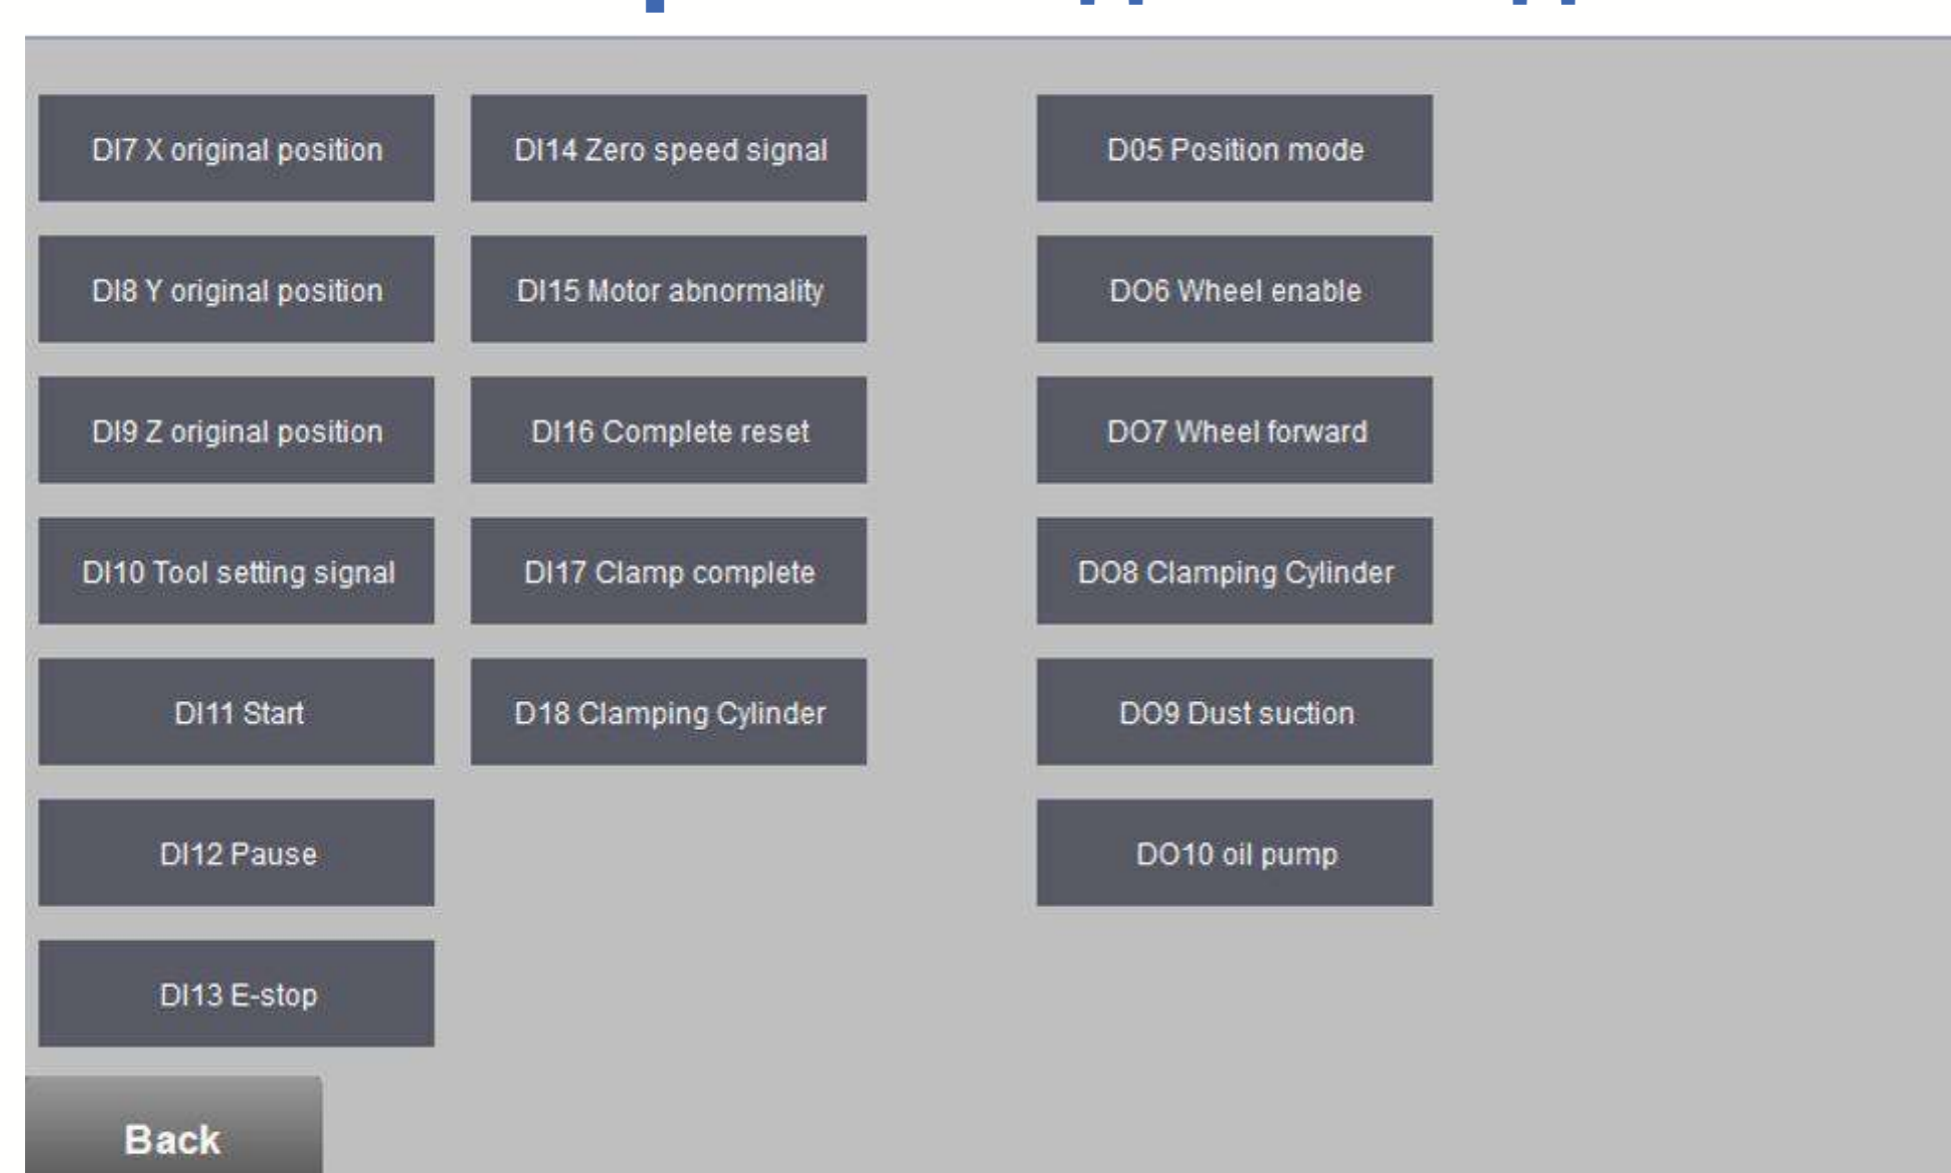 DI7 X original position
DI14 Zero speed signal
D05 Position mode
DI8 Y original position
DI15 Motor abnormality
DO6 Wheel enable
DI9 Z original position
DI16 Complete reset
DO7 Wheel forward
DI10 Tool setting signal
DI17 Clamp complete
DO8 Clamping Cylinder
DI11 Start
D18 Clamping Cylinder
DO9 Dust suction
DI12 Pause
DO10 oil pump
DI13 E-stop
Back